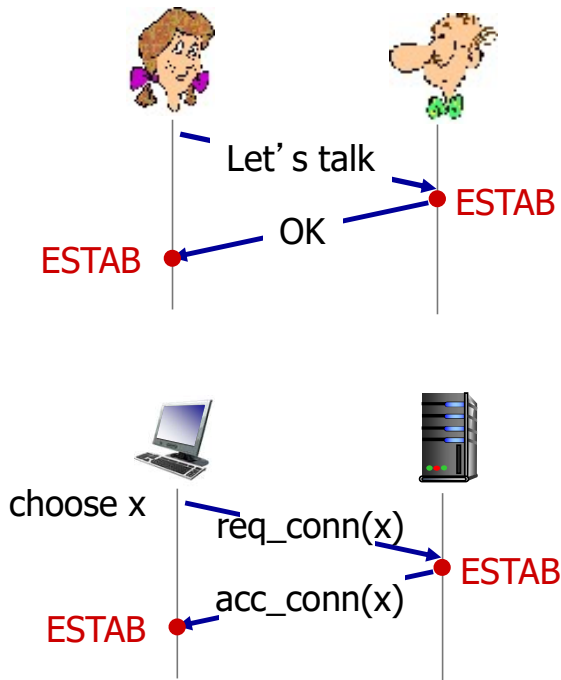 Let’s talk
ESTAB
OK
ESTAB
choose x
req_conn(x)
ESTAB
acc_conn(x)
ESTAB